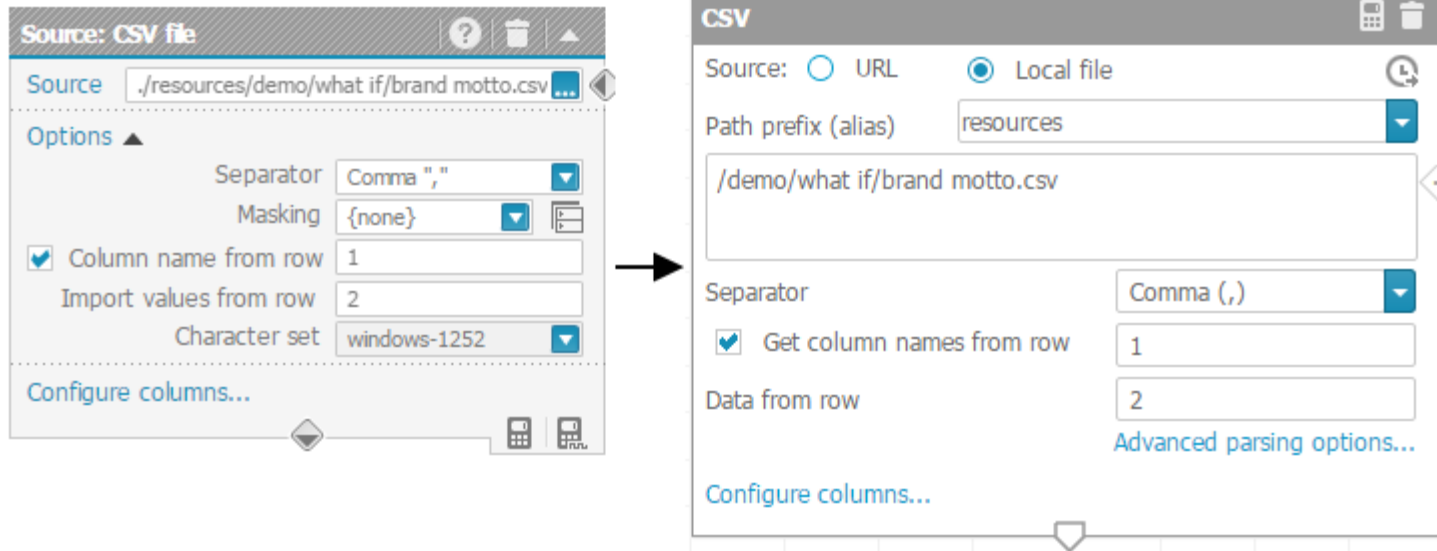 Source: CSV file
Source ./resources/demo/what if/brand motto.csv ...
Options
Separator Comma ","
Masking {none}
Column name from row 1
Import values from row 2
Character set windows-1252
Configure columns...
CSV
Source: URL Local file
Path prefix (alias) resources
/demo/what if/brand motto.csv
Separator Comma (,)
Get column names from row 1
Data from row 2
Advanced parsing options...
Configure columns...